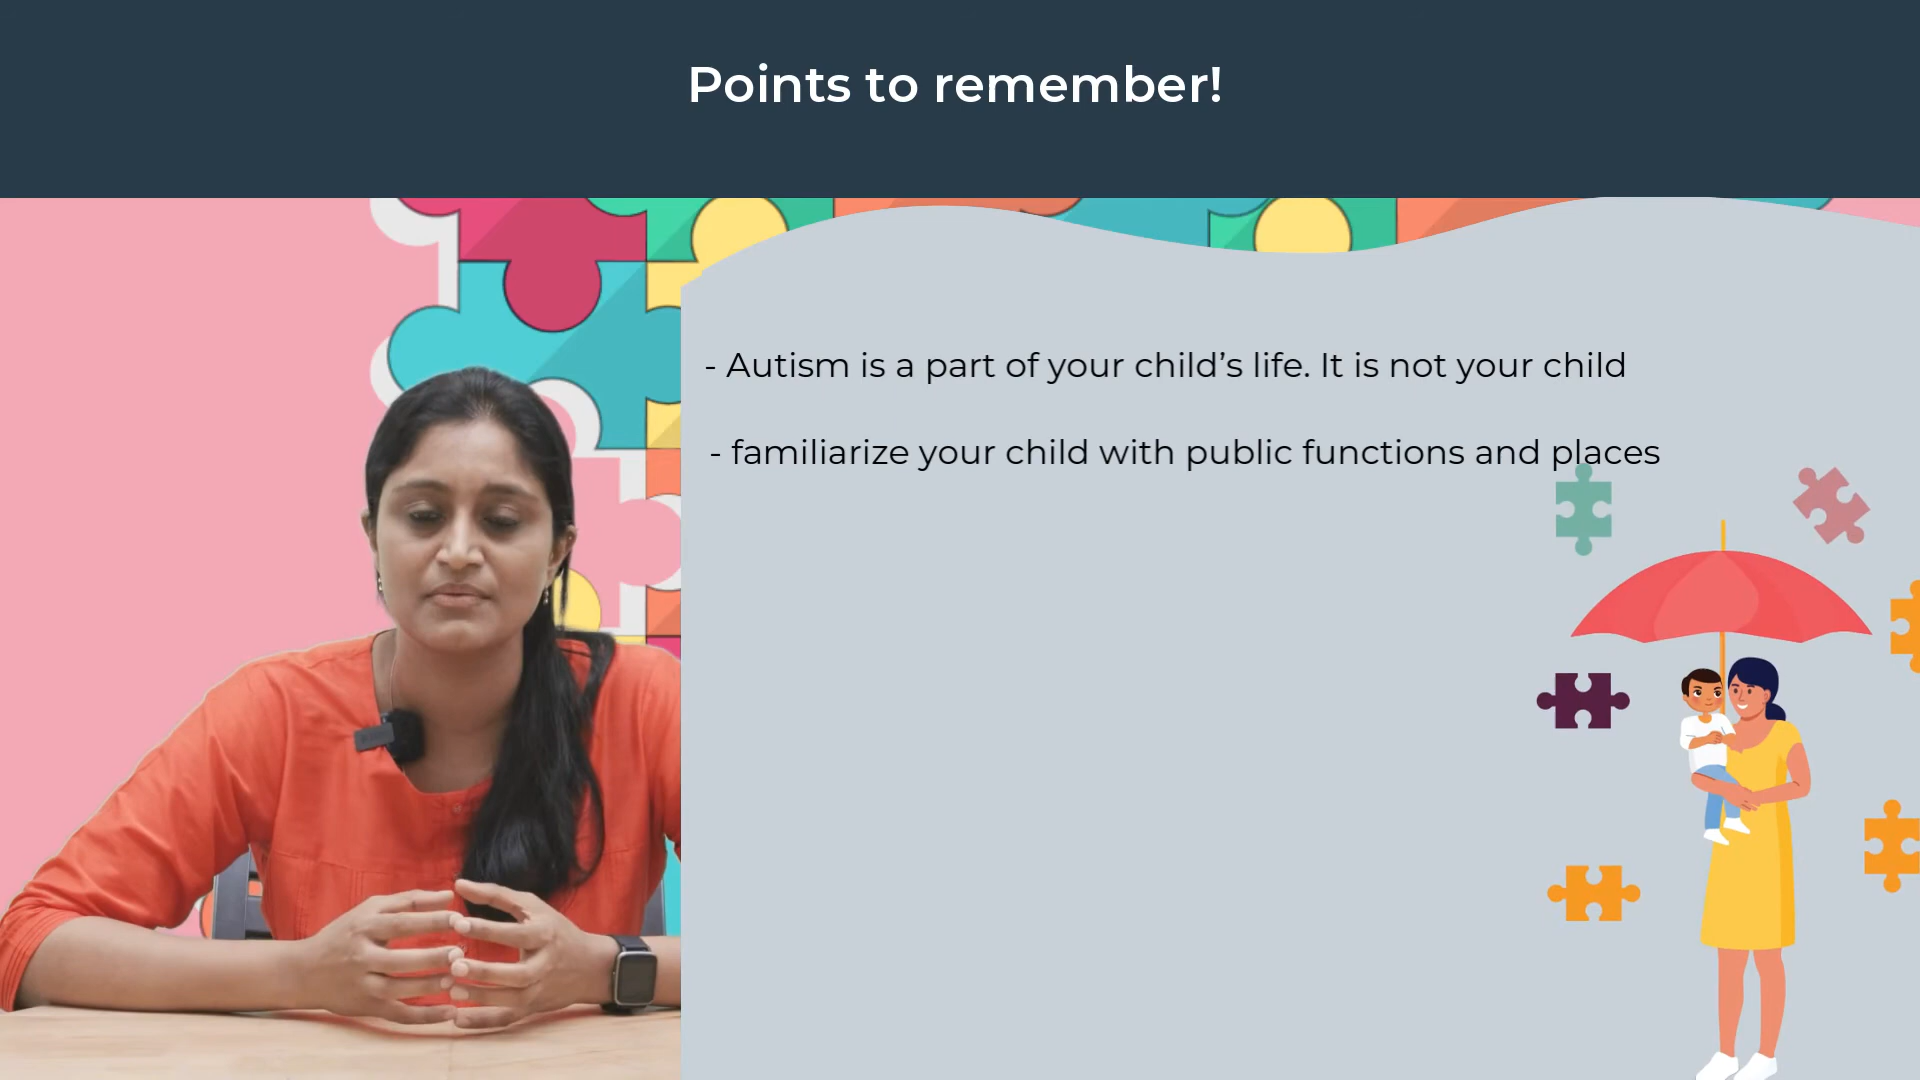 Points to remember!
- Autism is a part of your child’s life. It is not your child
- familiarize your child with public functions and places